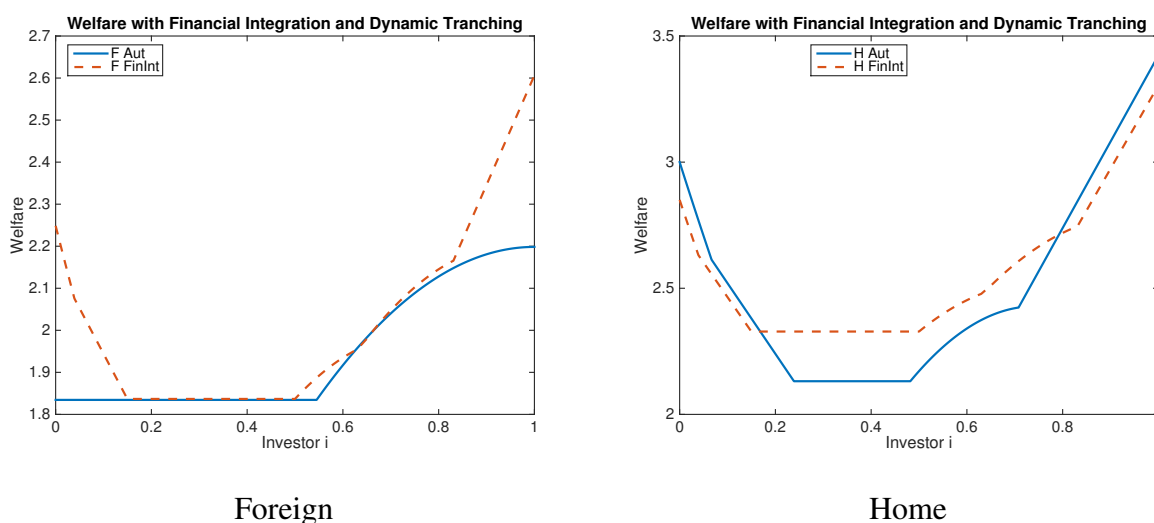 Welfare with Financial Integration and Dynamic Tranching
2.7
2.6
2.5
2.4
2.3
2.2
2.1
2
1.9
1.8
Welfare
F Aut
F FinInt
0
0.2
0.4
0.6
0.8
1
Investor i
Foreign
Welfare with Financial Integration and Dynamic Tranching
3.5
3
2.5
2
Welfare
H Aut
H FinInt
0
0.2
0.4
0.6
0.8
Investor i
Home